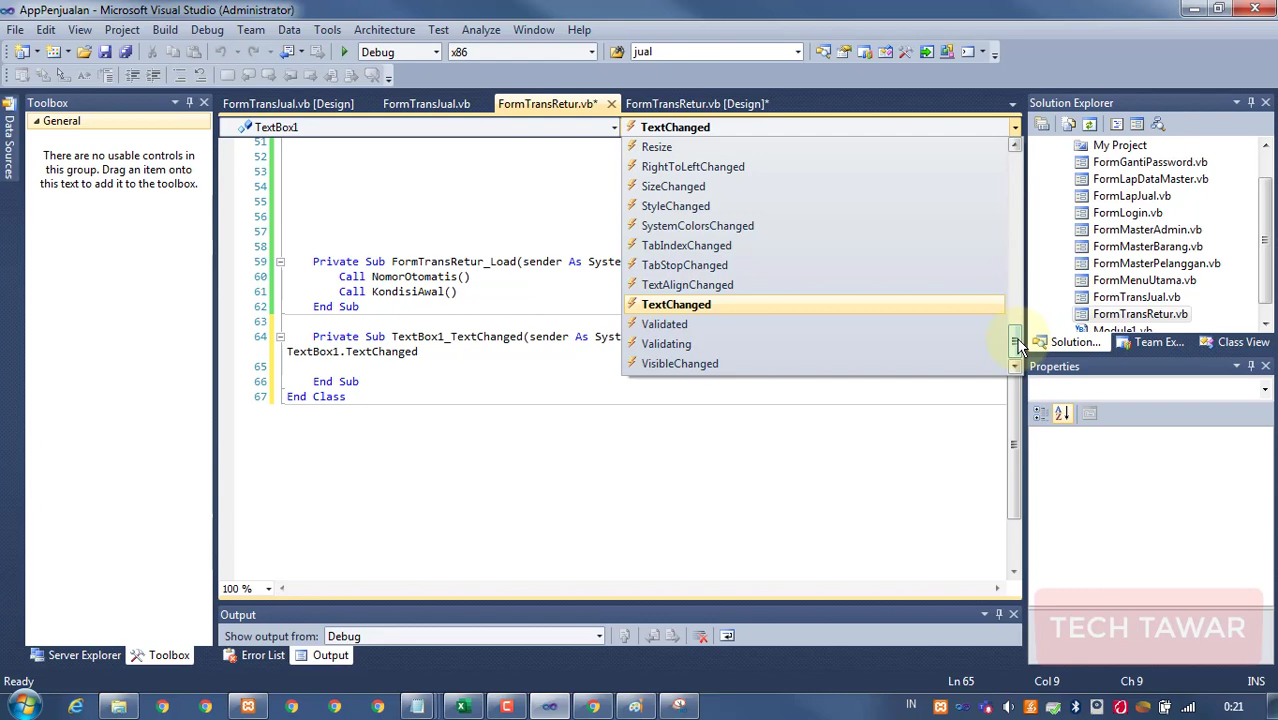 AppPenjualan - Microsoft Visual Studio (Administrator)
File Edit View Project Build Debug Team Data Tools Architecture Test Analyze Window Help
Debug x86 jual
Toolbox
General
There are no usable controls in
this group. Drag an item onto
this text to add it to the toolbox.
Data Sources
FormTransJual.vb [Design] FormTransJual.vb FormTransRetur.vb* FormTransRetur.vb [Design]*
TextBox1 TextChanged
51
52
53
54
55
56
57
58
59 Private Sub FormTransRetur_Load(sender As Syste
60 Call NomorOtomatis()
61 Call KondisiAwal()
62 End Sub
63
64 Private Sub TextBox1_TextChanged(sender As Syst
TextBox1.TextChanged
65
66 End Sub
67 End Class
Resize
RightToLeftChanged
SizeChanged
StyleChanged
SystemColorsChanged
TabIndexChanged
TabStopChanged
TextAlignChanged
TextChanged
Validated
Validating
VisibleChanged
100 %
Output
Show output from: Debug
Error List Output
Server Explorer Toolbox
Solution Explorer
My Project
FormGantiPassword.vb
FormLapDataMaster.vb
FormLapJual.vb
FormLogin.vb
FormMasterAdmin.vb
FormMasterBarang.vb
FormMasterPelanggan.vb
FormMenuUtama.vb
FormTransJual.vb
FormTransRetur.vb
Module1.vb
Solution... Team Ex... Class View
Properties
TECH TAWAR
Ready Ln 65 Col 9 Ch 9 INS
IN 0:21